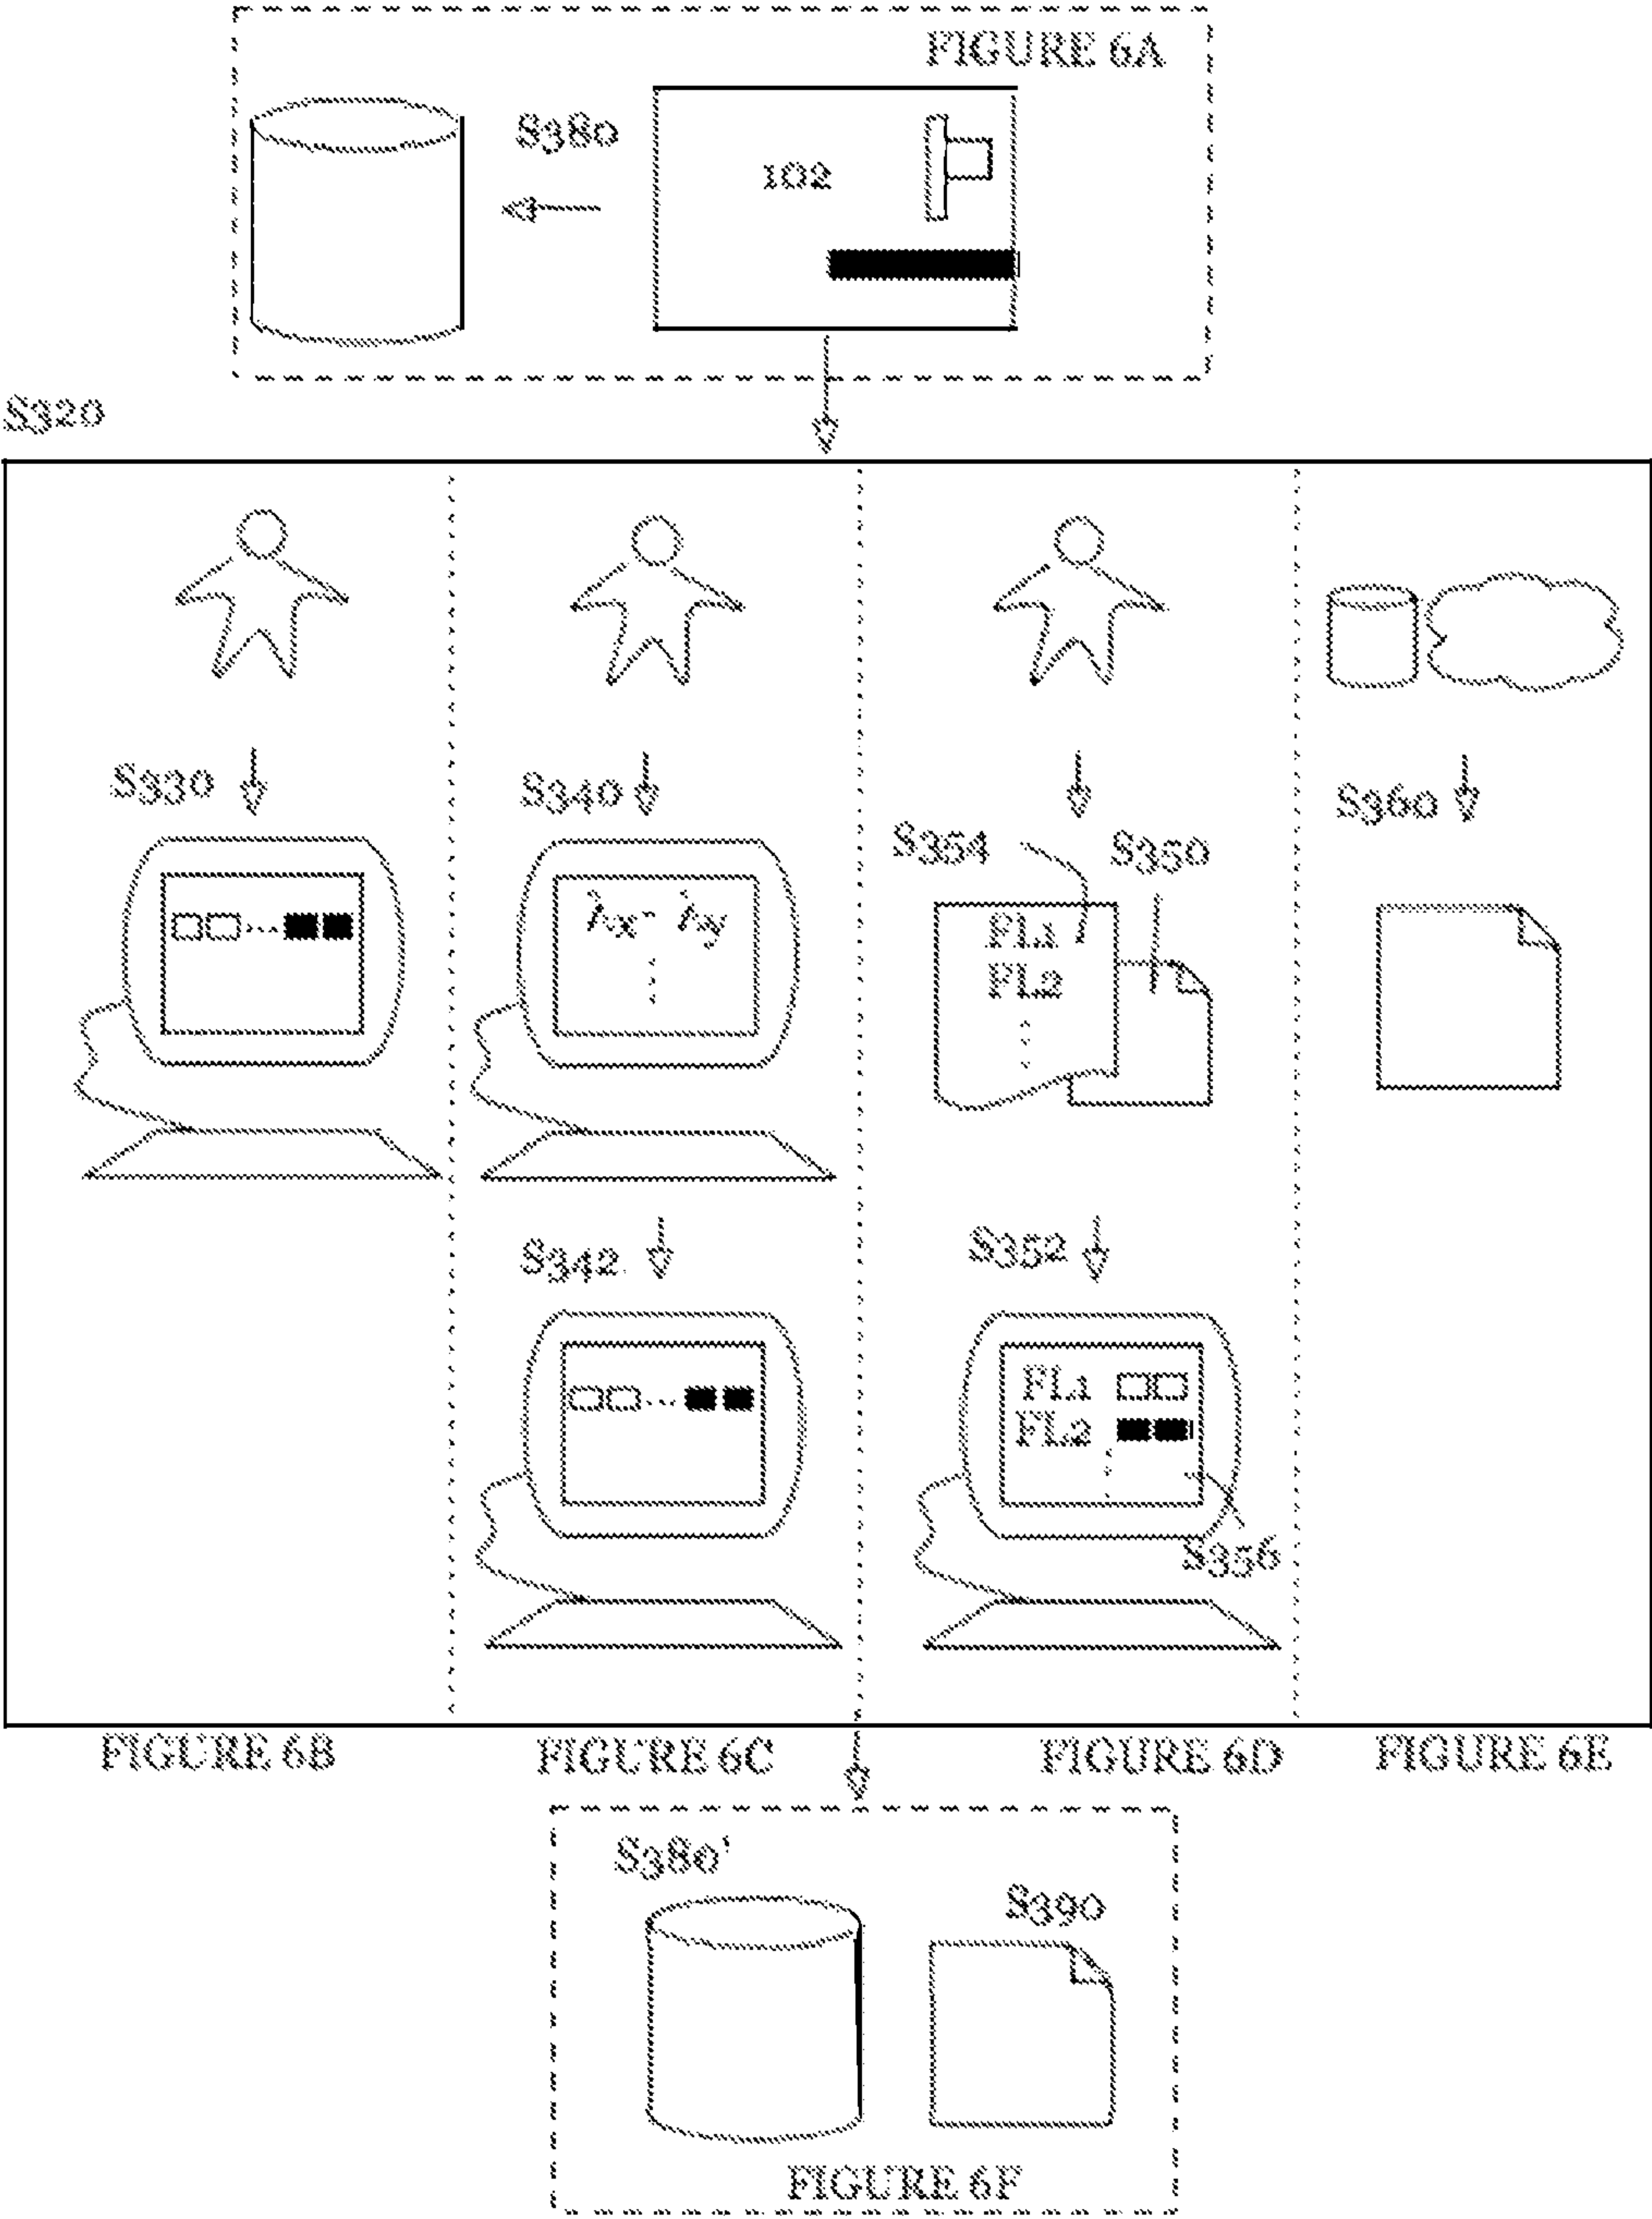 FIGURE 6A
S380
102
S320
S330
S340
S354
S350
S360
λx- λy
FL1
FL2
S342
S352
FL1
FL2
S356
FIGURE 6B
FIGURE 6C
FIGURE 6D
FIGURE 6E
S380'
S390
FIGURE 6F